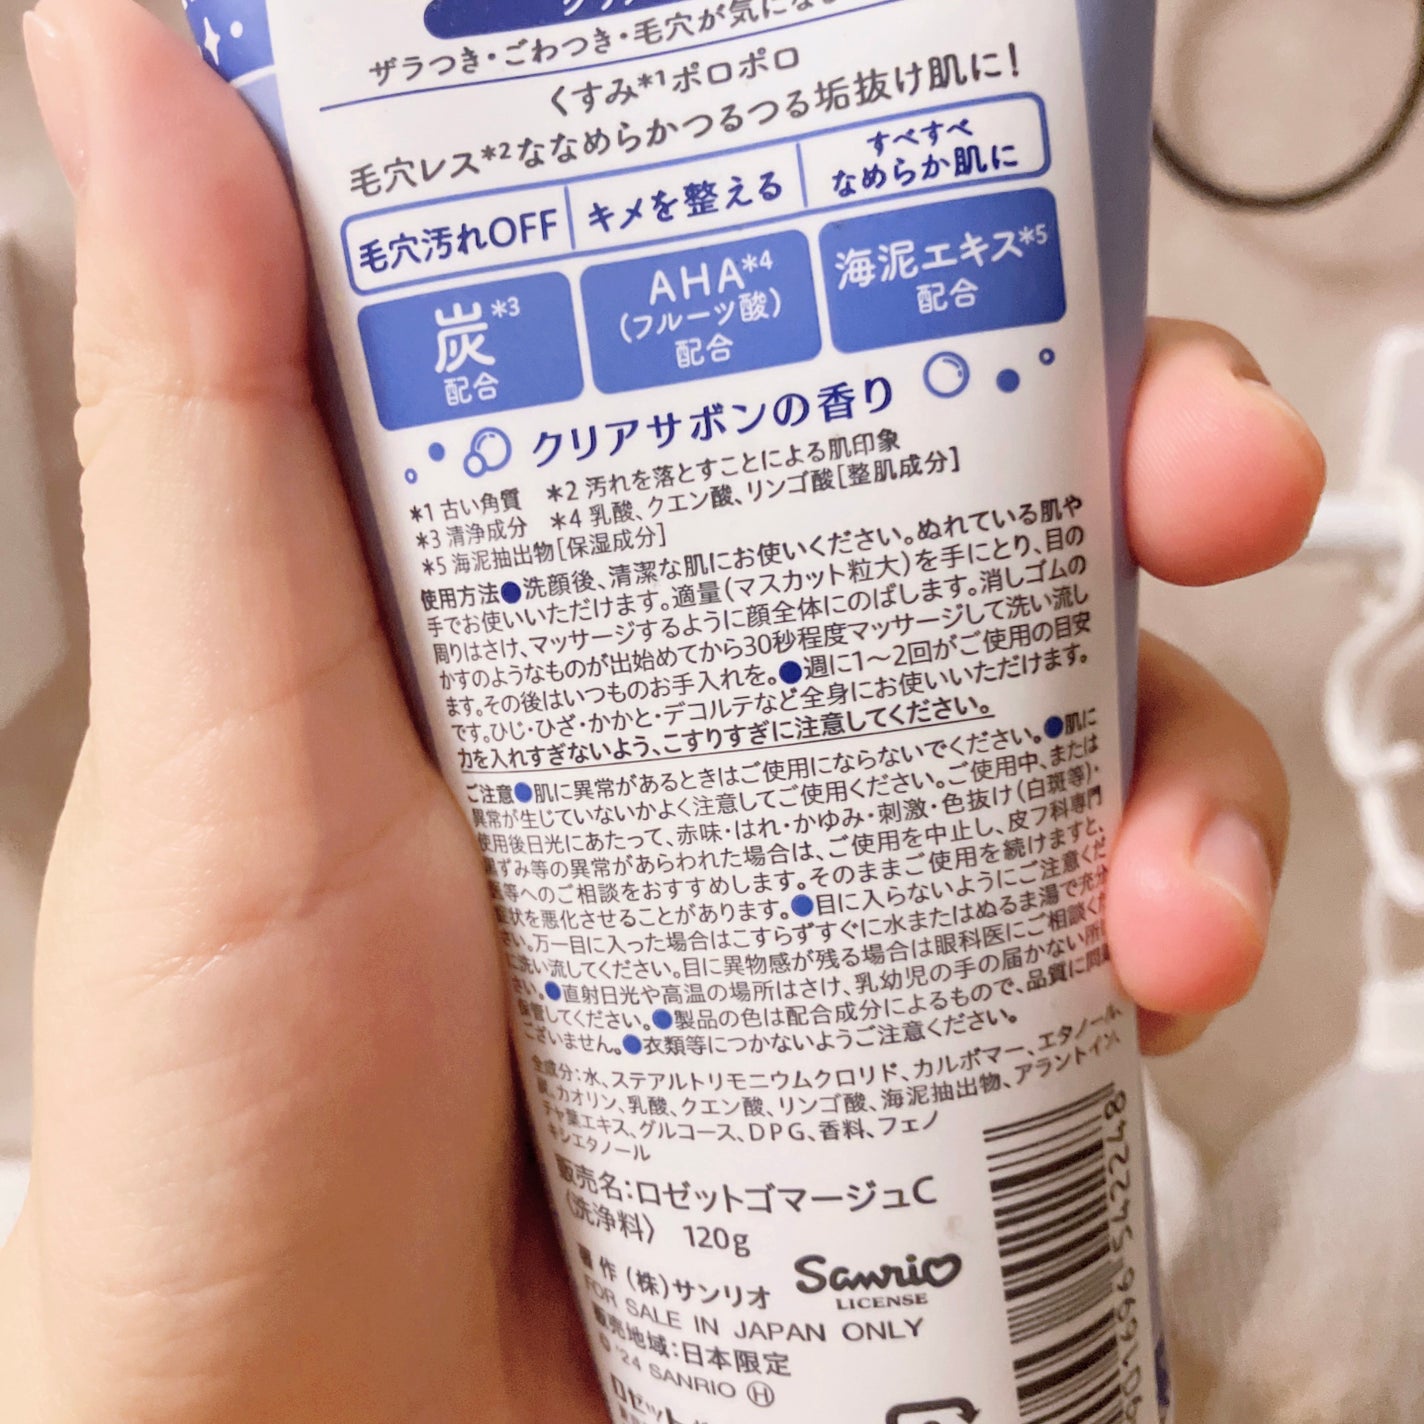 ザラつき・ごわつき・毛穴が気にな
くすみ*1ポロポロ
毛穴レス*2ななめらかつるつる垢抜け肌に!
毛穴汚れOFF
キメを整える
すべすべ
なめらか肌に
炭*3
配合
AHA*4
(フルーツ酸)
配合
海泥エキス*5
配合
クリアサボンの香り
*1 古い角質 *2 汚れを落とすことによる肌印象
*3 清浄成分 *4 乳酸、クエン酸、リンゴ酸[整肌成分]
*5 海泥抽出物[保湿成分]
使用方法●洗顔後、清潔な肌にお使いください。ぬれている肌や
手でお使いいただけます。適量(マスカット粒大)を手にとり、目の
周りはさけ、マッサージするように顔全体にのばします。消しゴムの
かすのようなものが出始めてから30秒程度マッサージして洗い流し
ます。その後はいつものお手入れを。●週に1〜2回がご使用の目安
です。ひじ・ひざ・かかと・デコルテなど全身にお使いいただけます。
力を入れすぎないよう、こすりすぎに注意してください。
ご注意●肌に異常があるときはご使用にならないでください。●肌に
異常が生じていないかよく注意してご使用ください。ご使用中、または
使用後日光にあたって、赤味・はれ・かゆみ・刺激・色抜け(白斑等)・
黒ずみ等の異常があらわれた場合は、ご使用を中止し、皮フ科専門
医等へのご相談をおすすめします。そのままご使用を続けますと、
症状を悪化させることがあります。●目に入らないようにご注意くだ
さい。万一目に入った場合はこすらずすぐに水またはぬるま湯で充分
に洗い流してください。目に異物感が残る場合は眼科医にご相談くだ
さい。●直射日光や高温の場所はさけ、乳幼児の手の届かない所に
保管してください。●製品の色は配合成分によるもので、品質に問題
ございません。●衣類等につかないようご注意ください。
全成分:水、ステアルトリモニウムクロリド、カルボマー、エタノール、
炭、カオリン、乳酸、クエン酸、リンゴ酸、海泥抽出物、アラントイン、
チャ葉エキス、グルコース、DPG、香料、フェノ
キシエタノール
販売名:ロゼットゴマージュC
〈洗浄料〉 120g
著作(株)サンリオ
Sanrio
LICENSE
FOR SALE IN JAPAN ONLY
販売地域:日本限定
© '24 SANRIO Ⓗ
ロゼット